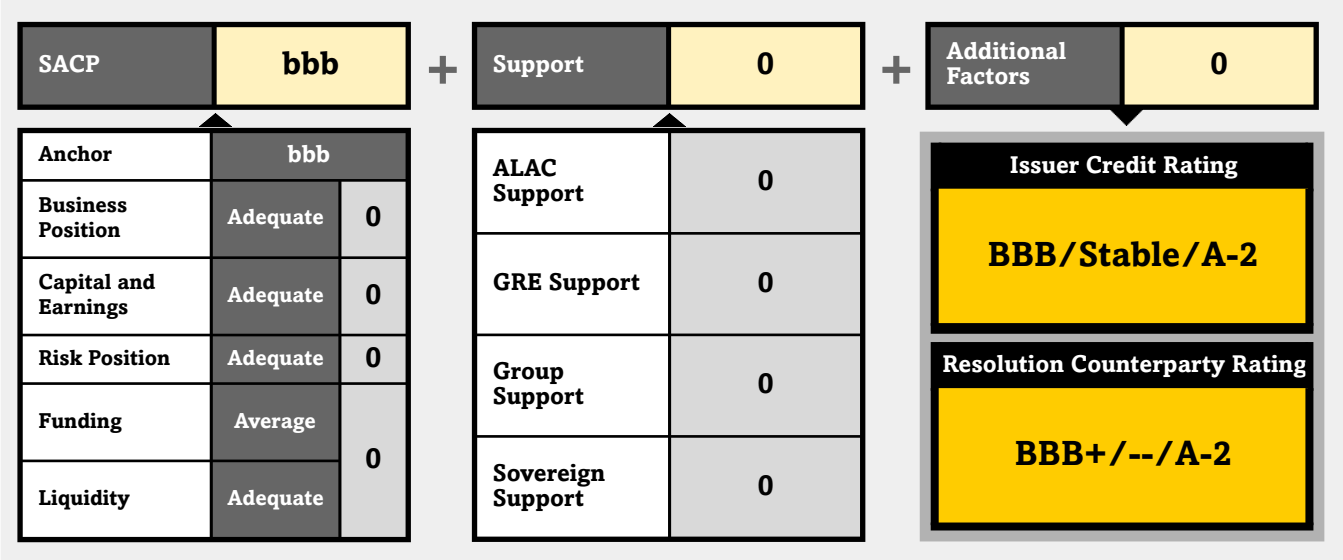 SACP
bbb
+
Support
0
+
Additional
Factors
0
Anchor
bbb
Business
Position
Adequate
0
Capital and
Earnings
Adequate
0
Risk Position
Adequate
0
Funding
Average
0
Liquidity
Adequate
ALAC
Support
0
GRE Support
0
Group
Support
0
Sovereign
Support
0
Issuer Credit Rating
BBB/Stable/A-2
Resolution Counterparty Rating
BBB+/--/A-2